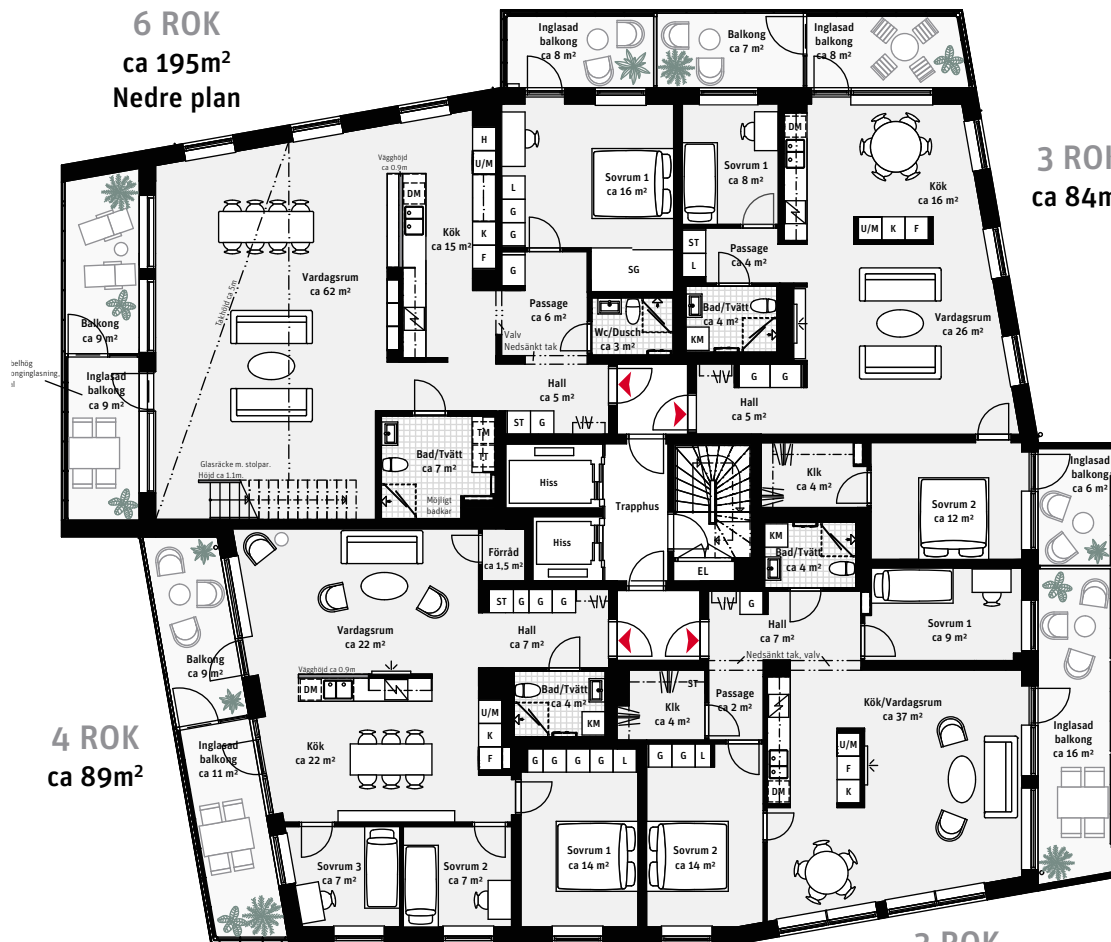 6 ROK
ca 195m²
Nedre plan
Inglasad
balkong
ca 8 m²
Balkong
ca 7 m²
Inglasad
balkong
ca 8 m²
3 ROK
ca 84m
Vägghöjd
ca 0.9m
DM
H
U/M
K
F
Kök
ca 15 m²
L
G
G
G
Sovrum 1
ca 16 m²
SG
Sovrum 1
ca 8 m²
DM
Kök
ca 16 m²
U/M
K
F
ST
L
Passage
ca 4 m²
Vardagsrum
ca 62 m²
Takhöjd ca 5m
Balkong
ca 9 m²
Inglasad
balkong
ca 9 m²
belhög
onginglasning.
Passage
ca 6 m²
Valv
Nedsänkt tak
Wc/Dusch
ca 3 m²
Bad/Tvätt
ca 4 m²
KM
Vardagsrum
ca 26 m²
Hall
ca 5 m²
ST
G
G
G
Hall
ca 5 m²
Bad/Tvätt
ca 7 m²
TM
T
Möjligt
badkar
Glasräcke m. stolpar.
Höjd ca 1.1m.
Hiss
Hiss
Trapphus
EL
Klk
ca 4 m²
Sovrum 2
ca 12 m²
Inglasad
balkong
ca 6 m²
KM
Bad/Tvätt
ca 4 m²
Förråd
ca 1,5 m²
Sovrum 1
ca 9 m²
ST
G
G
G
Hall
ca 7 m²
G
Hall
ca 7 m²
Nedsänkt tak, valv
Vardagsrum
ca 22 m²
Balkong
ca 9 m²
Vägghöjd ca 0.9m
DM
Bad/Tvätt
ca 4 m²
KM
U/M
K
F
ST
Klk
ca 4 m²
Passage
ca 2 m²
Kök/Vardagsrum
ca 37 m²
U/M
F
K
DM
Inglasad
balkong
ca 16 m²
4 ROK
ca 89m²
Inglasad
balkong
ca 11 m²
Kök
ca 22 m²
G
G
G
G
L
G
G
L
Sovrum 1
ca 14 m²
Sovrum 2
ca 14 m²
Sovrum 3
ca 7 m²
Sovrum 2
ca 7 m²
ROK